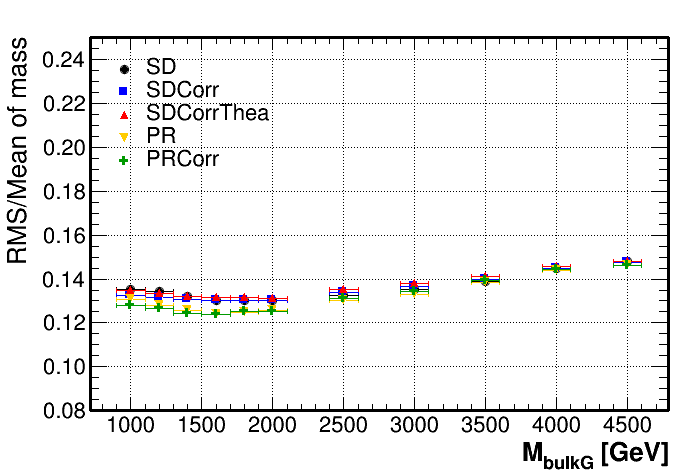 RMS/Mean of mass
0.24
0.22
0.20
0.18
0.16
0.14
0.12
0.10
0.08
SD
SDCorr
SDCorrThea
PR
PRCorr
1000 1500 2000 2500 3000 3500 4000 4500
M_bulkG [GeV]